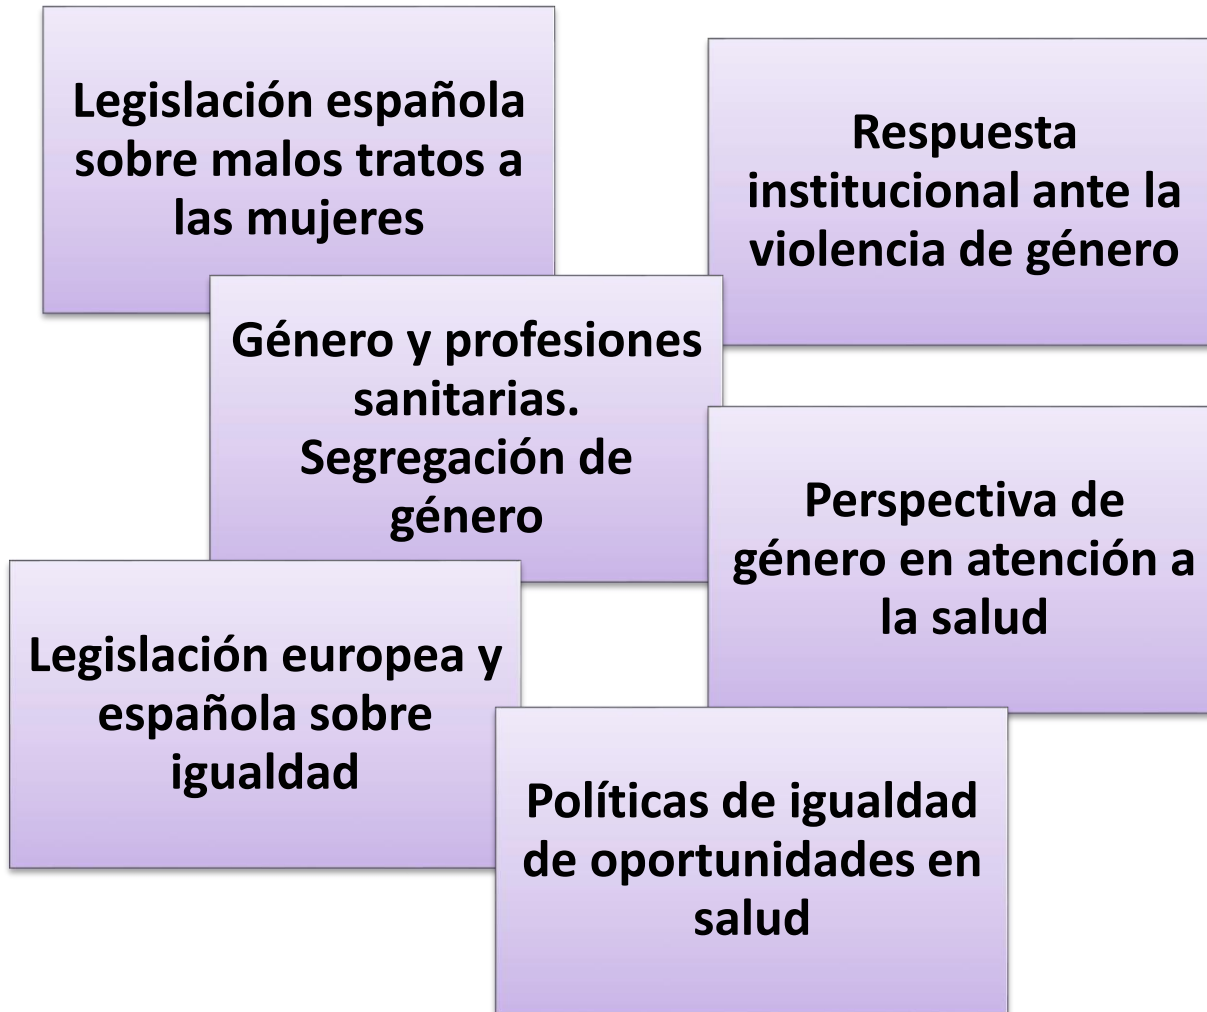 Legislación española
sobre malos tratos a
las mujeres
Respuesta
institucional ante la
violencia de género
Género y profesiones
sanitarias.
Segregación de
género
Perspectiva de
género en atención a
la salud
Legislación europea y
española sobre
igualdad
Políticas de igualdad
de oportunidades en
salud